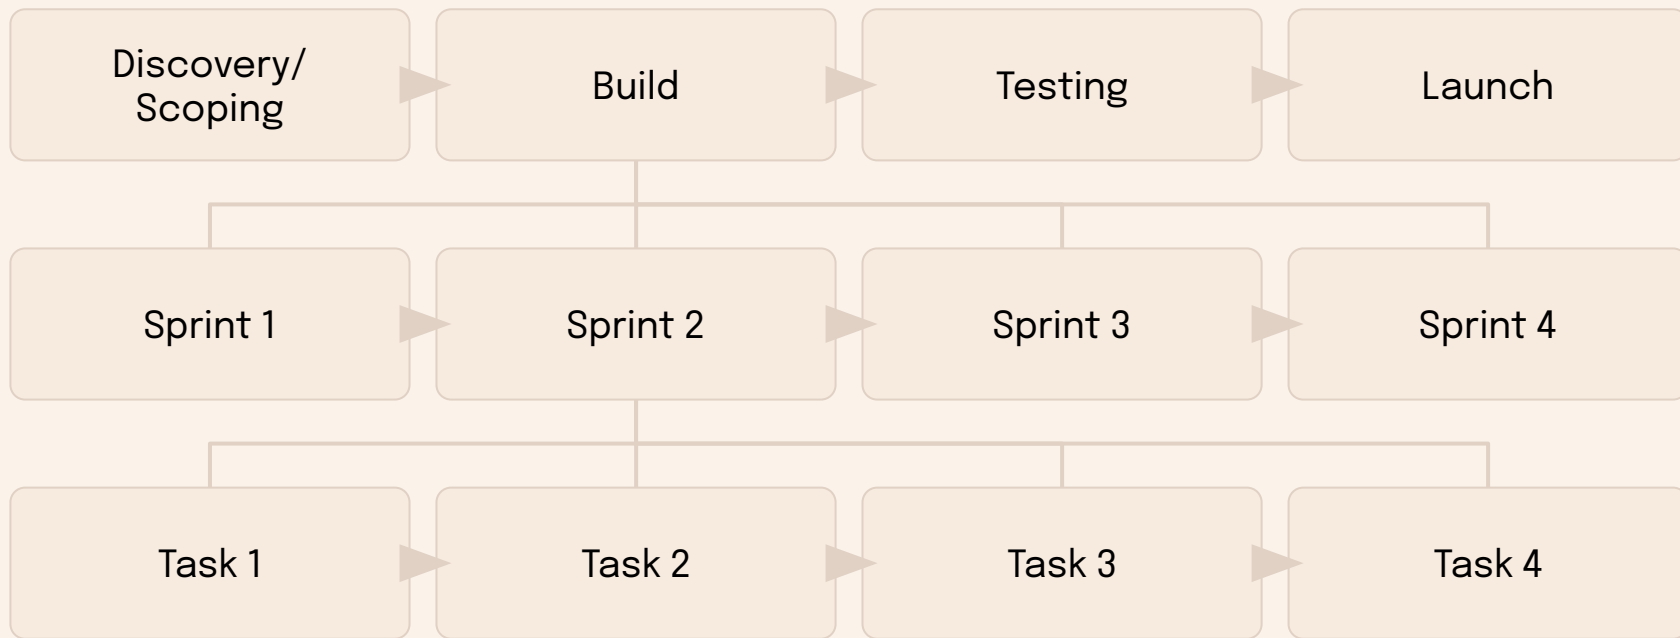 Discovery/
Scoping
Build
Testing
Launch
Sprint 1
Sprint 2
Sprint 3
Sprint 4
Task 1
Task 2
Task 3
Task 4